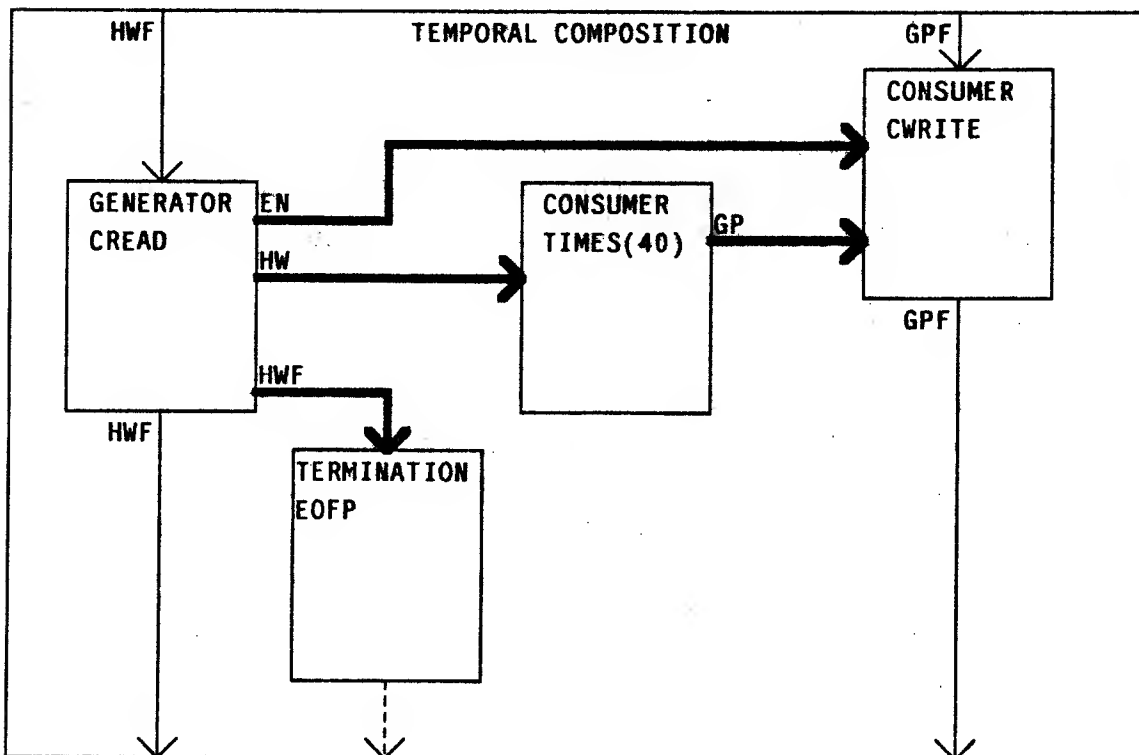 HWF
TEMPORAL COMPOSITION
GPF
CONSUMER
CWRITE
GENERATOR
CREAD
EN
HW
HWF
HWF
CONSUMER
TIMES(40)
GP
GPF
TERMINATION
EOFP